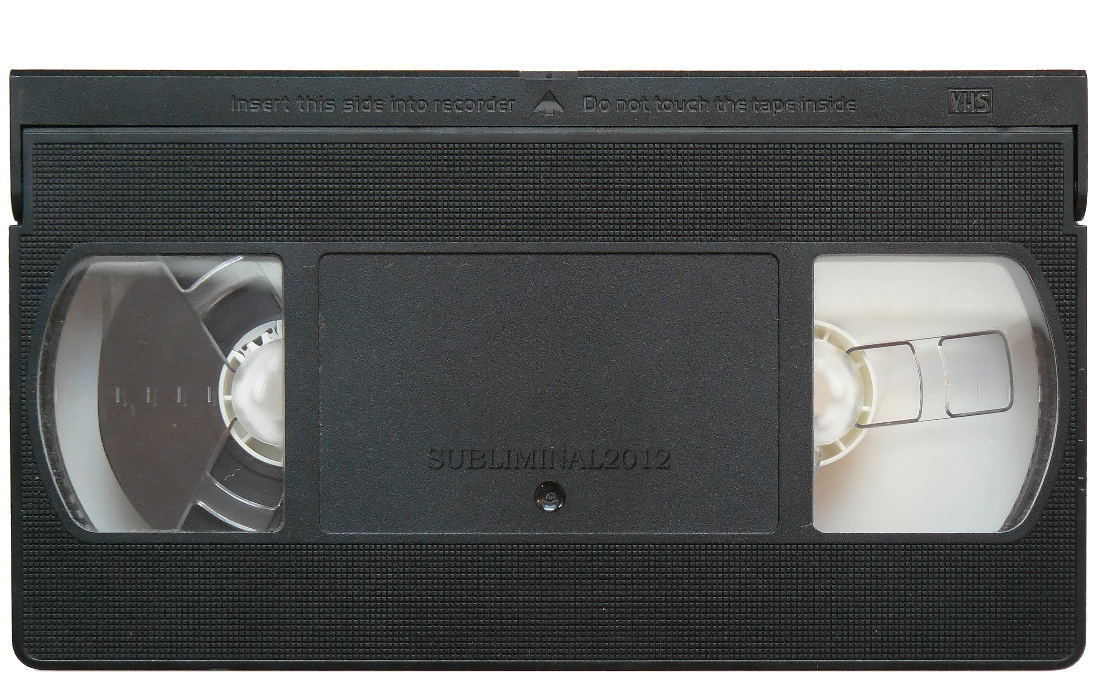 Insert this side into recorder Do not touch the tape inside VHS
SUBLIMINAL2012